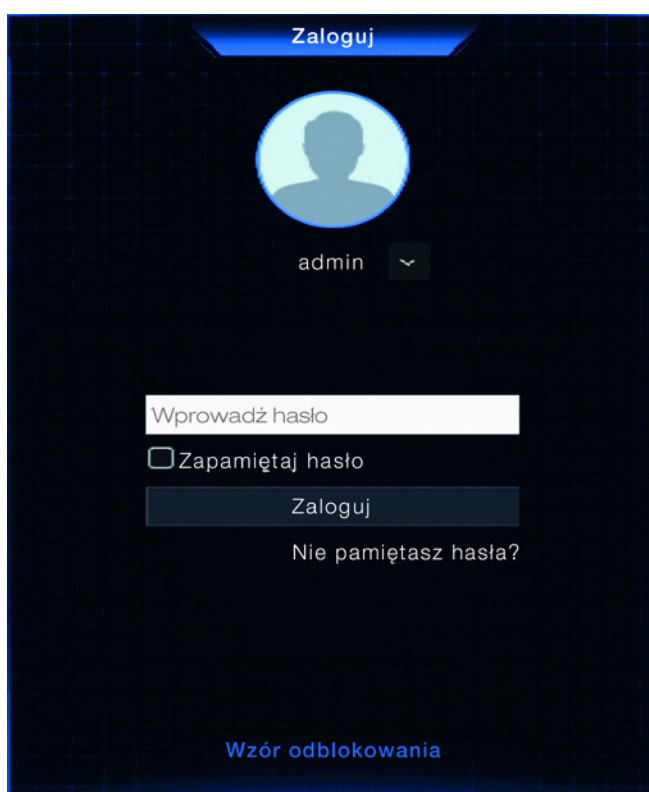 Zaloguj
admin
Wprowadź hasło
Zapamiętaj hasło
Zaloguj
Nie pamiętasz hasła?
Wzór odblokowania